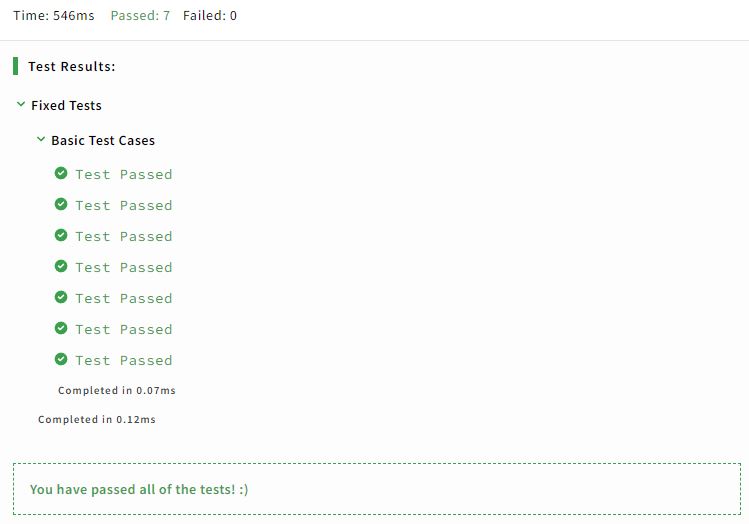 Time: 546ms Passed: 7 Failed: 0
Test Results:
Fixed Tests
Basic Test Cases
Test Passed
Test Passed
Test Passed
Test Passed
Test Passed
Test Passed
Test Passed
Completed in 0.07ms
Completed in 0.12ms
You have passed all of the tests! :)